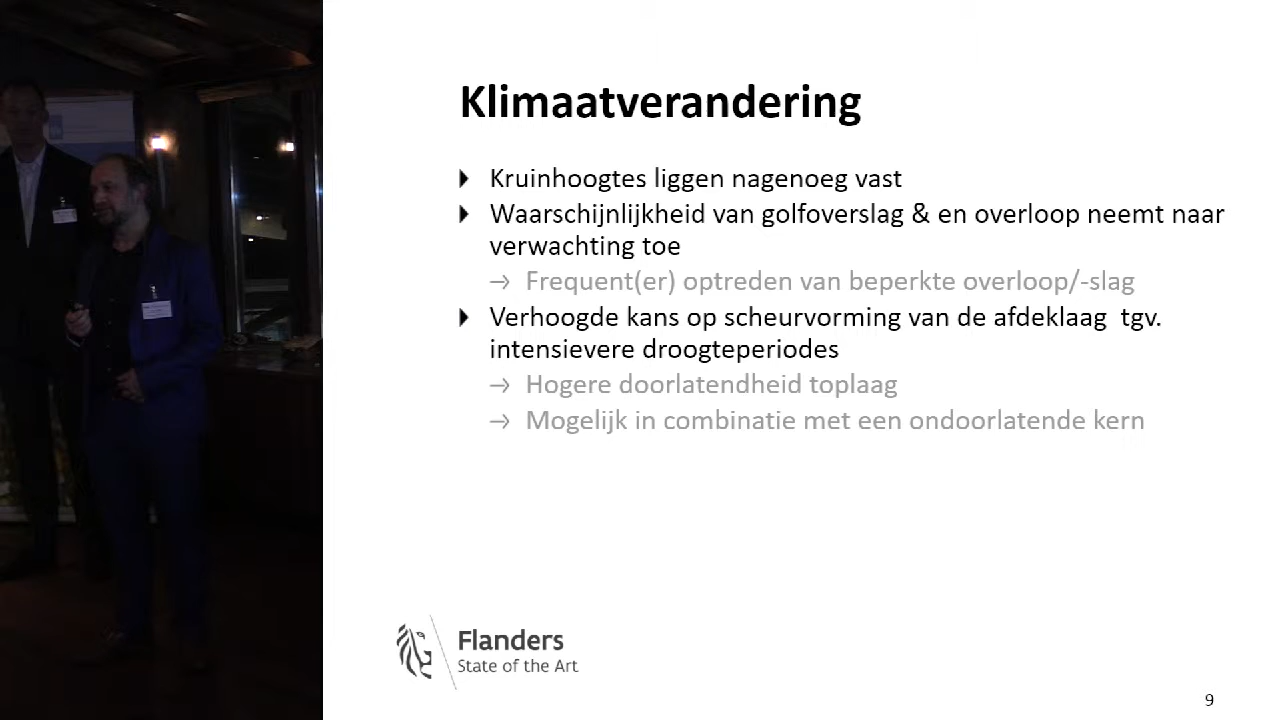 Klimaatverandering
Kruinhoogtes liggen nagenoeg vast
Waarschijnlijkheid van golfoverslag & en overloop neemt naar
verwachting toe
→ Frequent(er) optreden van beperkte overloop/-slag
Verhoogde kans op scheurvorming van de afdeklaag tgv.
intensievere droogteperiodes
→ Hogere doorlatendheid toplaag
→ Mogelijk in combinatie met een ondoorlatende kern
Flanders
State of the Art
9